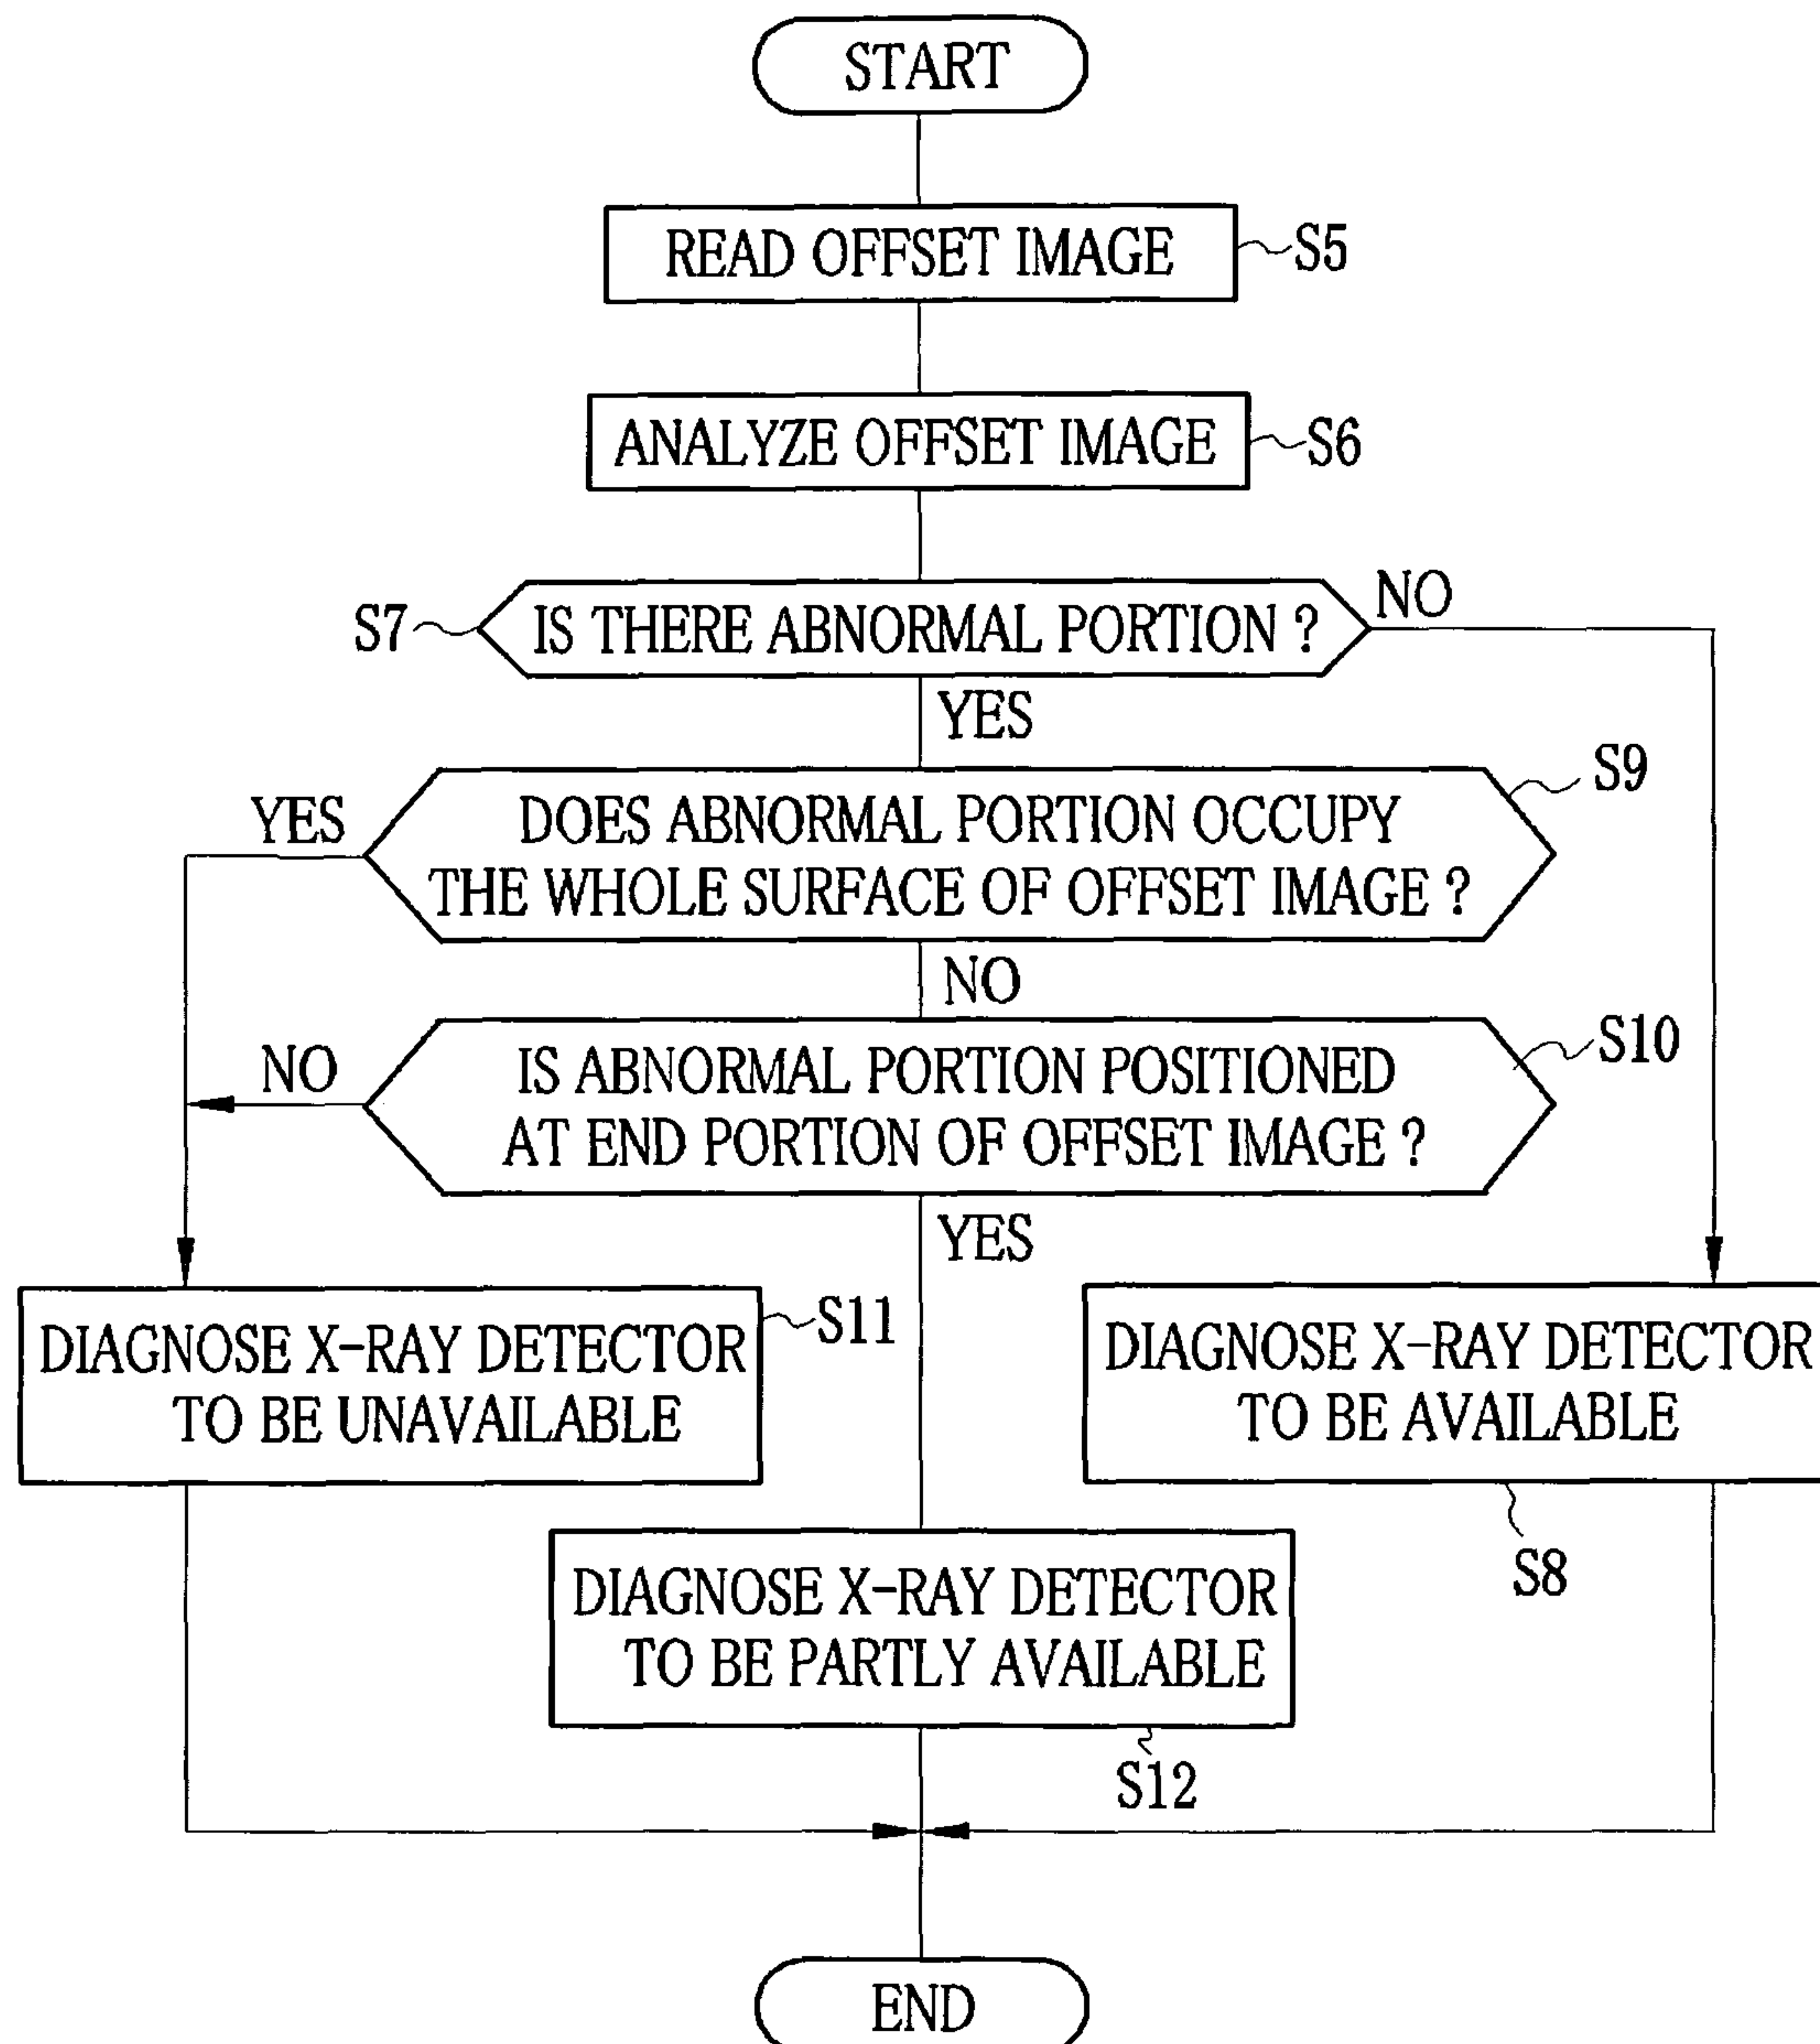 START
READ OFFSET IMAGE
S5
ANALYZE OFFSET IMAGE
S6
S7
IS THERE ABNORMAL PORTION ?
NO
YES
S9
YES
DOES ABNORMAL PORTION OCCUPY
THE WHOLE SURFACE OF OFFSET IMAGE ?
NO
S10
NO
IS ABNORMAL PORTION POSITIONED
AT END PORTION OF OFFSET IMAGE ?
YES
DIAGNOSE X-RAY DETECTOR
TO BE UNAVAILABLE
S11
DIAGNOSE X-RAY DETECTOR
TO BE AVAILABLE
S8
DIAGNOSE X-RAY DETECTOR
TO BE PARTLY AVAILABLE
S12
END